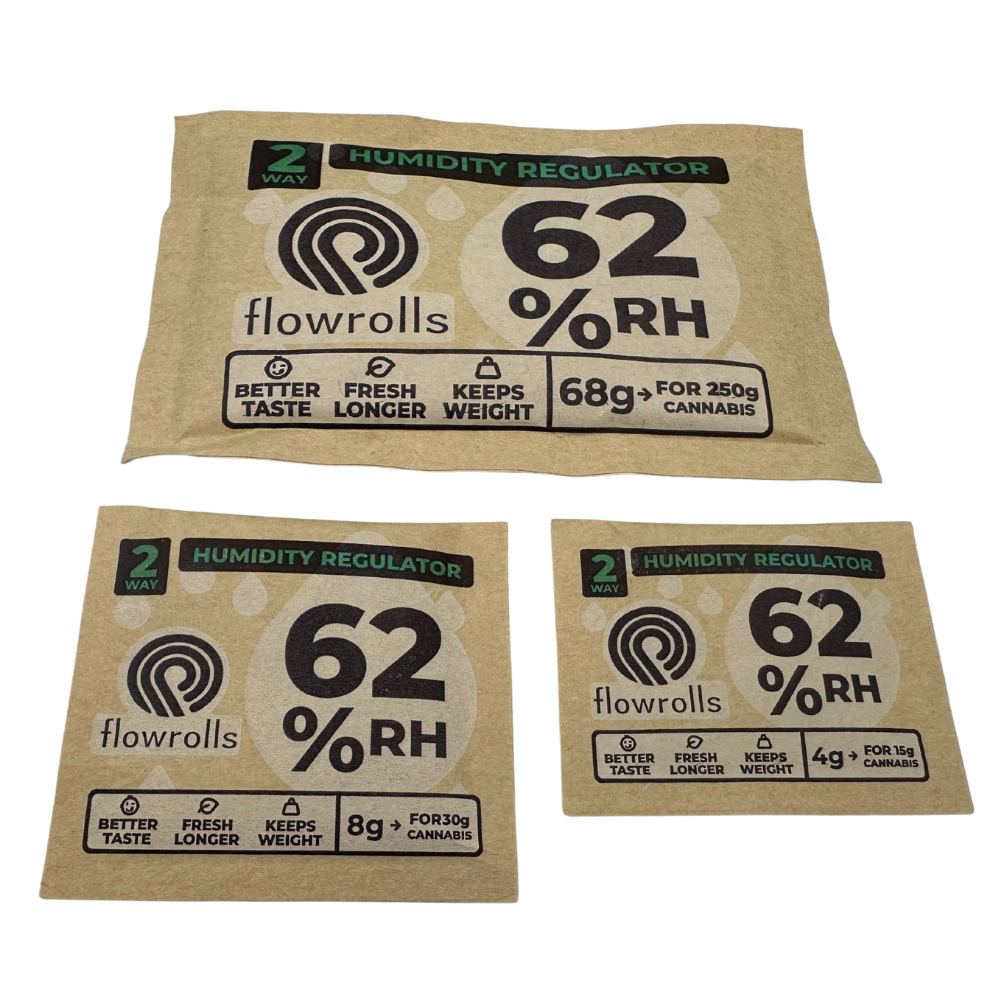 2 WAY
HUMIDITY REGULATOR
flowrolls
62
%RH
BETTER TASTE
FRESH LONGER
KEEPS WEIGHT
68g→ FOR 250g CANNABIS
2 WAY
HUMIDITY REGULATOR
flowrolls
62
%RH
BETTER TASTE
FRESH LONGER
KEEPS WEIGHT
8g→ FOR30g CANNABIS
2 WAY
HUMIDITY REGULATOR
flowrolls
62
%RH
BETTER TASTE
FRESH LONGER
KEEPS WEIGHT
4g→ FOR 15g CANNABIS